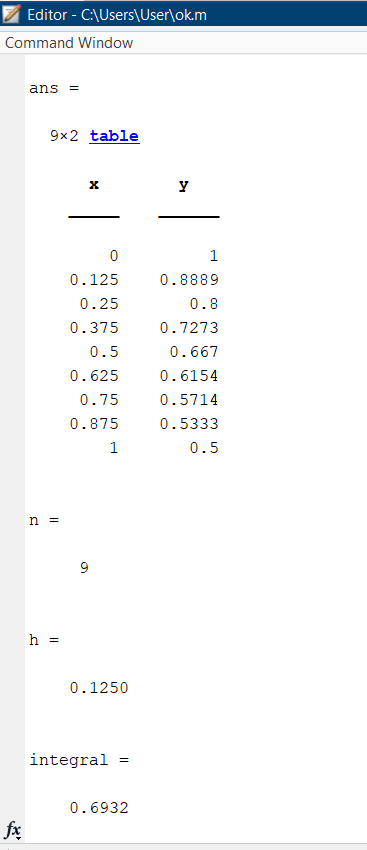 Editor - C:\Users\User\ok.m
Command Window
ans =
9×2 table
x y
0 1
0.125 0.8889
0.25 0.8
0.375 0.7273
0.5 0.667
0.625 0.6154
0.75 0.5714
0.875 0.5333
1 0.5
n =
9
h =
0.1250
integral =
0.6932
fx